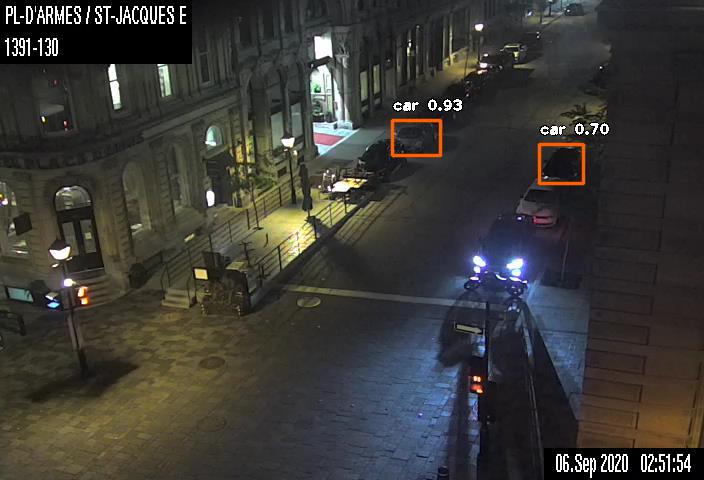 PL-D'ARMES / ST-JACQUES E
1391-130
car 0.93
car 0.70
06.Sep 2020 02:51:54